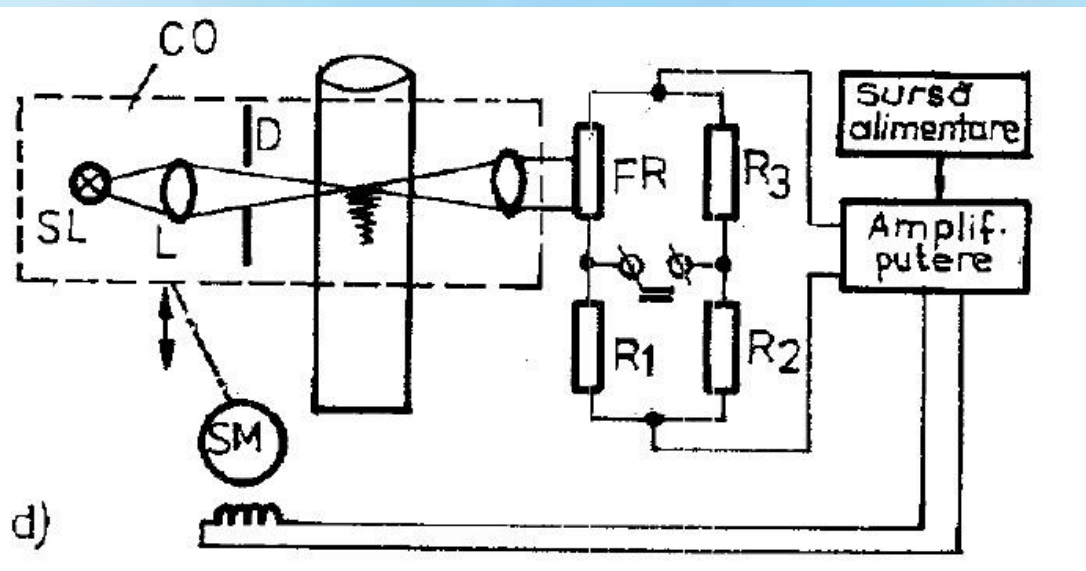 CO
D
SL
L
FR
R3
R1
R2
Sursă
alimentare
Amplif.
putere
SM
d)